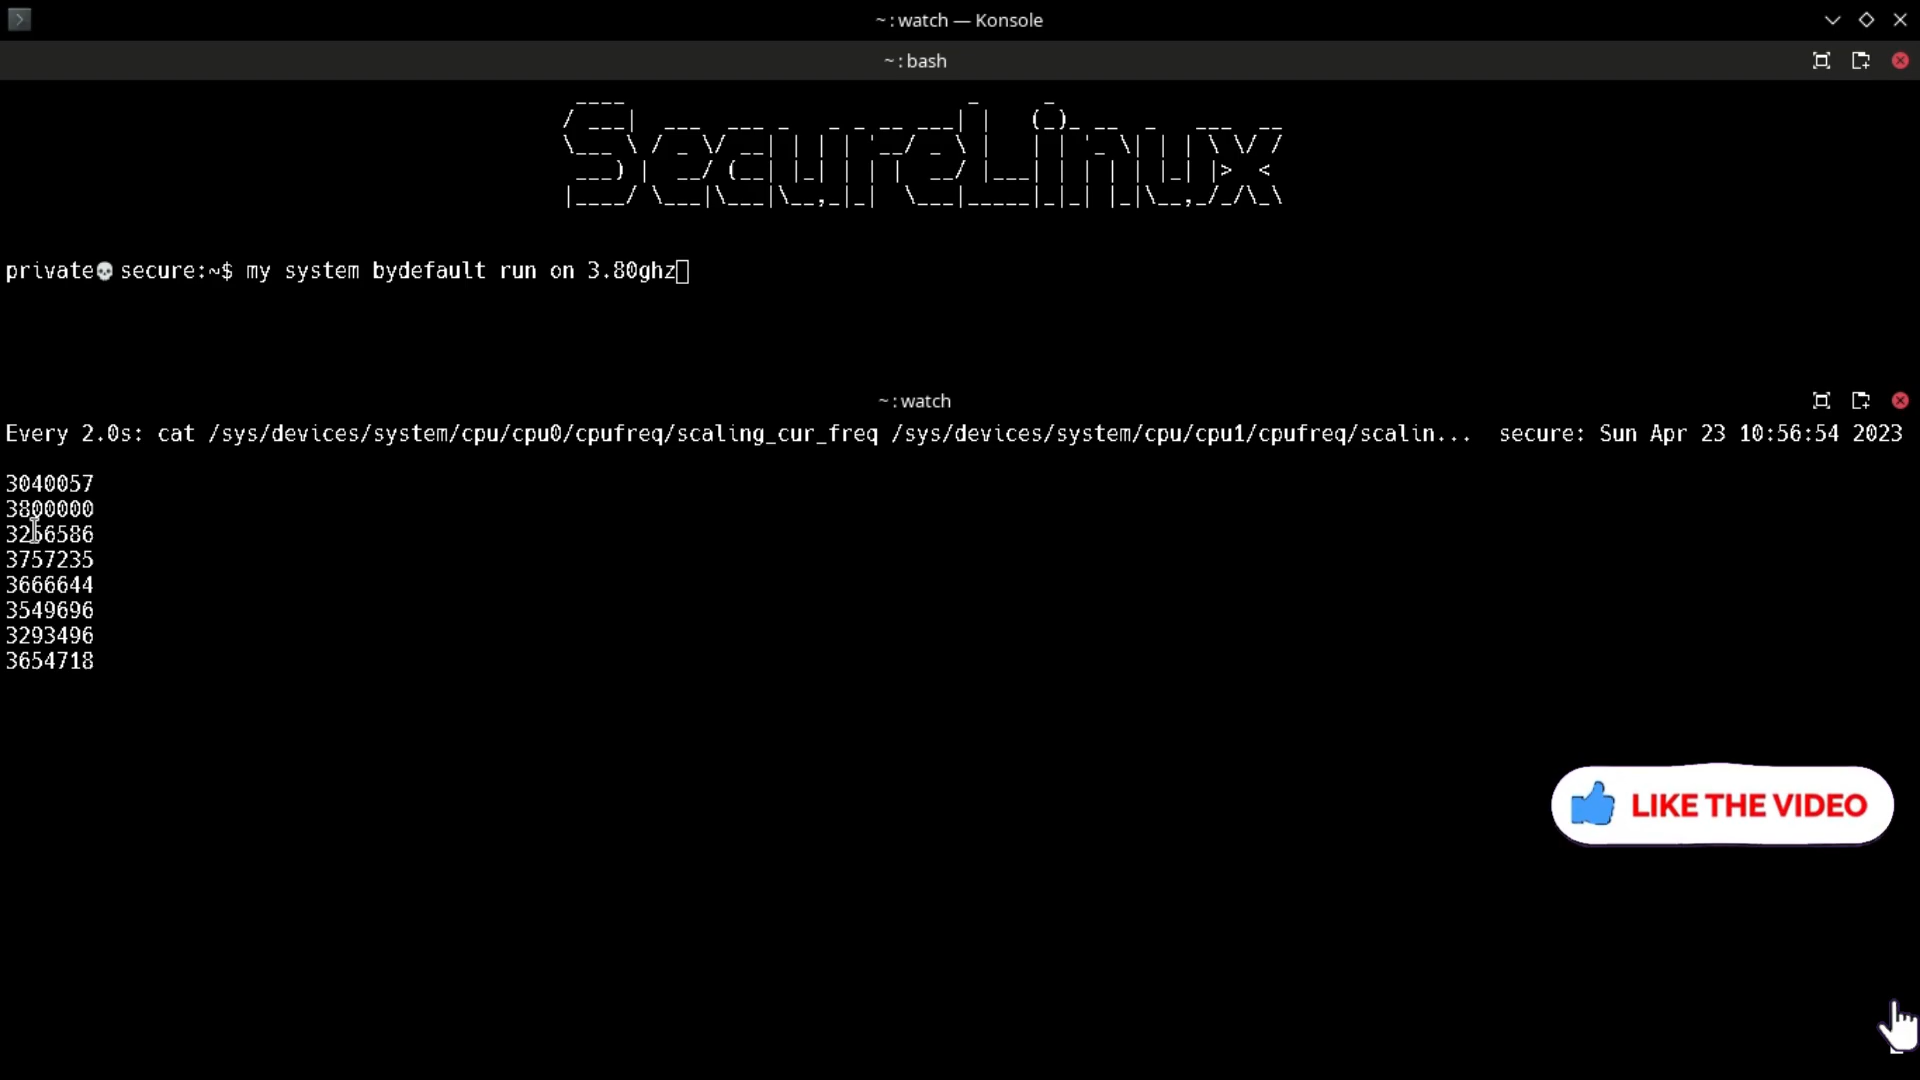 ~ : watch — Konsole
~ : bash
SecureLinux
private💀secure:~$ my system bydefault run on 3.80ghz
~ : watch
Every 2.0s: cat /sys/devices/system/cpu/cpu0/cpufreq/scaling_cur_freq /sys/devices/system/cpu/cpu1/cpufreq/scalin... secure: Sun Apr 23 10:56:54 2023
3040057
3800000
3256586
3757235
3666644
3549696
3293496
3654718
LIKE THE VIDEO